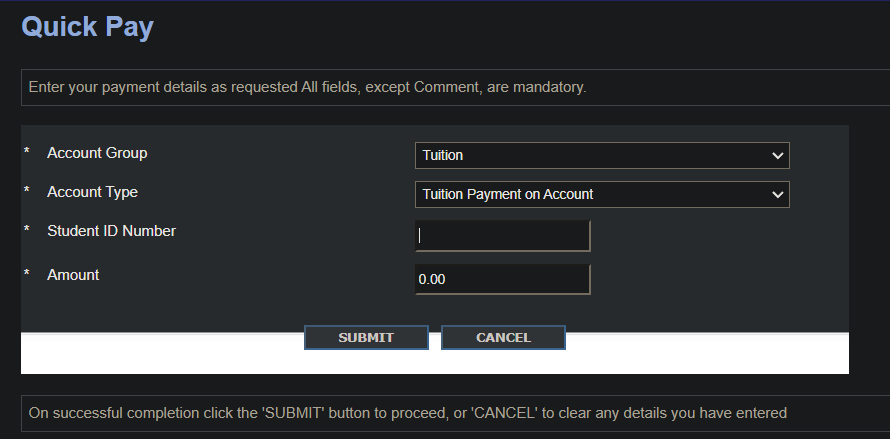 Quick Pay
Enter your payment details as requested All fields, except Comment, are mandatory.
* Account Group Tuition
* Account Type Tuition Payment on Account
* Student ID Number
* Amount 0.00
SUBMIT CANCEL
On successful completion click the 'SUBMIT' button to proceed, or 'CANCEL' to clear any details you have entered